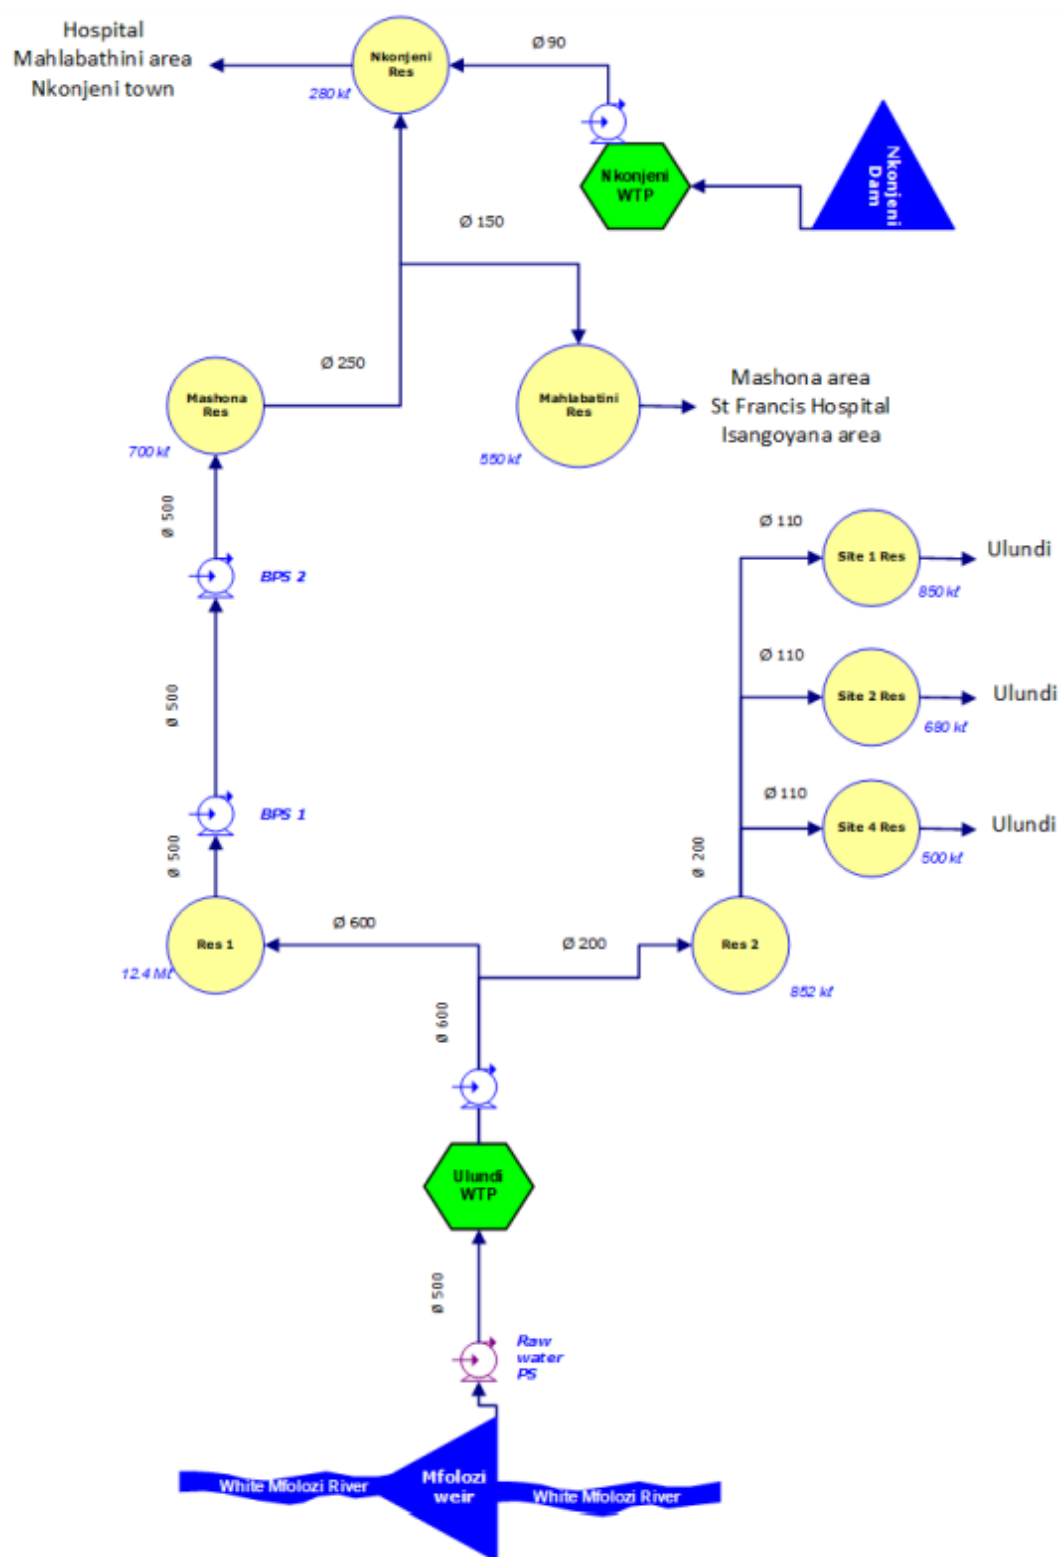 Hospital
Mahlabathini area
Nkonjeni town
Nkonjeni
Res
280 kℓ
Ø 90
Nkonjeni
WTP
Nkonjeni
Dam
Ø 150
Ø 250
Mashona
Res
700 kℓ
Mahlabatini
Res
550 kℓ
Mashona area
St Francis Hospital
Isangoyana area
Ø 500
BPS 2
Ø 500
BPS 1
Ø 500
Ø 110
Site 1 Res
850 kℓ
Ulundi
Ø 110
Site 2 Res
680 kℓ
Ulundi
Ø 110
Site 4 Res
500 kℓ
Ulundi
Ø 200
Res 1
12.4 Mℓ
Ø 600
Ø 200
Res 2
852 kℓ
Ø 600
Ulundi
WTP
Ø 500
Raw
water
PS
White Mfolozi River
Mfolozi
weir
White Mfolozi River